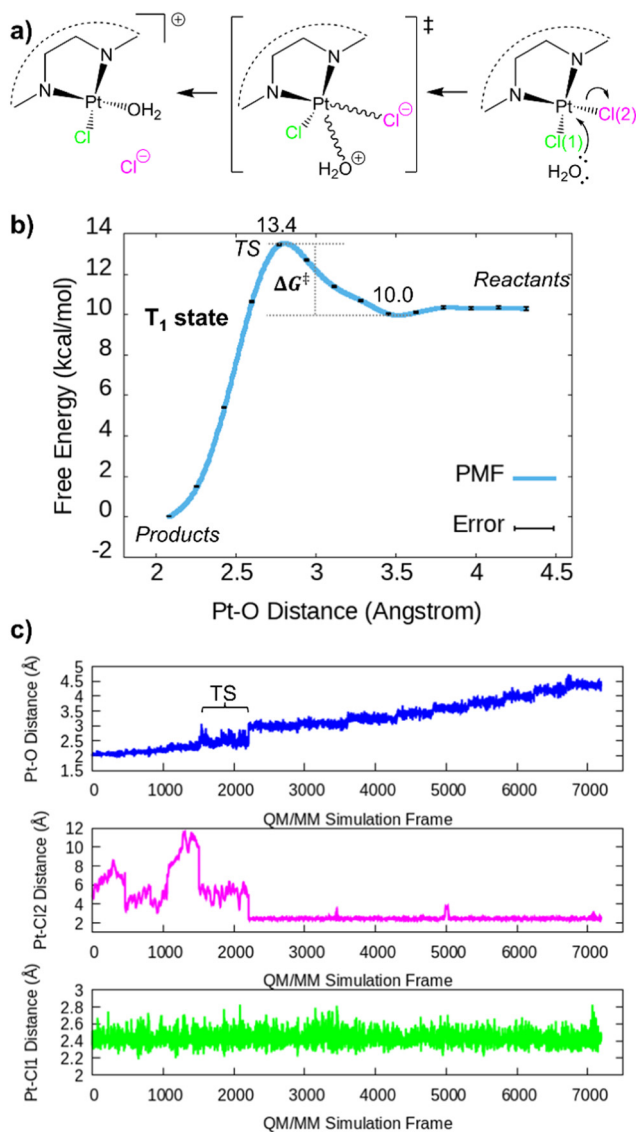 a)
N
N
Pt
OH2
Cl
Cl⊖
⊕
N
N
Pt
Cl
Cl⊖
H2O⊕
‡
N
N
Pt
Cl(2)
Cl(1)
H2O:
b)
Free Energy (kcal/mol)
14
12
10
8
6
4
2
0
-2
13.4
TS
ΔG‡
10.0
Reactants
T1 state
PMF
Error
Products
2 2.5 3 3.5 4 4.5
Pt-O Distance (Angstrom)
c)
Pt-O Distance (Å)
4.5
3.5
2.5
1.5
TS
0 1000 2000 3000 4000 5000 6000 7000
QM/MM Simulation Frame
Pt-Cl2 Distance (Å)
12
10
8
6
4
2
0 1000 2000 3000 4000 5000 6000 7000
QM/MM Simulation Frame
Pt-Cl1 Distance (Å)
3
2.8
2.6
2.4
2.2
2
0 1000 2000 3000 4000 5000 6000 7000
QM/MM Simulation Frame